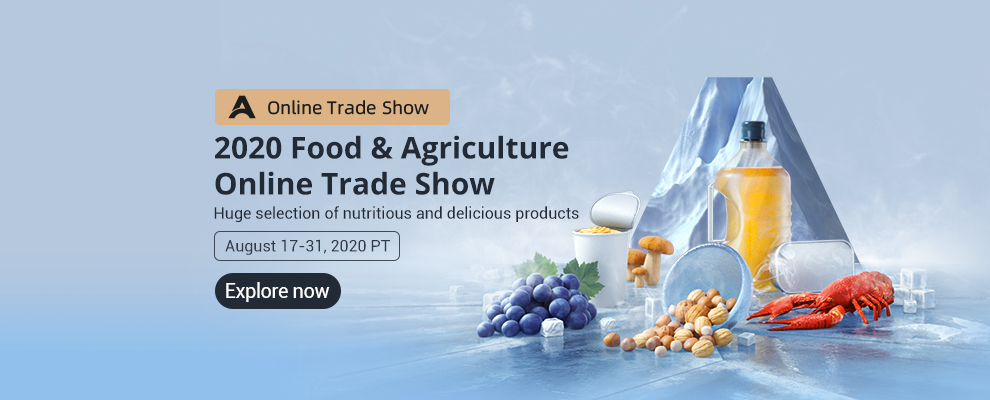 Online Trade Show
2020 Food & Agriculture
Online Trade Show
Huge selection of nutritious and delicious products
August 17-31, 2020 PT
Explore now